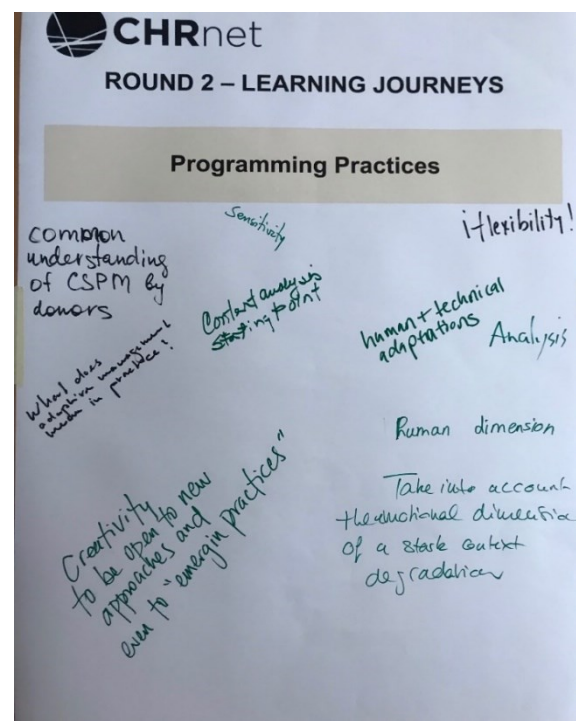 CHRnet
ROUND 2 – LEARNING JOURNEYS
Programming Practices
Sensitivity
¡flexibility!
common
understanding
of CSPM by
donors
Constant analysis
starting point
human + technical
adaptations
Analysis
What does
adaptive management
mean in practice?
Human dimension
Creativity
to be open to new
approaches and
even to "emergin practices"
Take into account
the emotional dimension
of a stark context
degradation